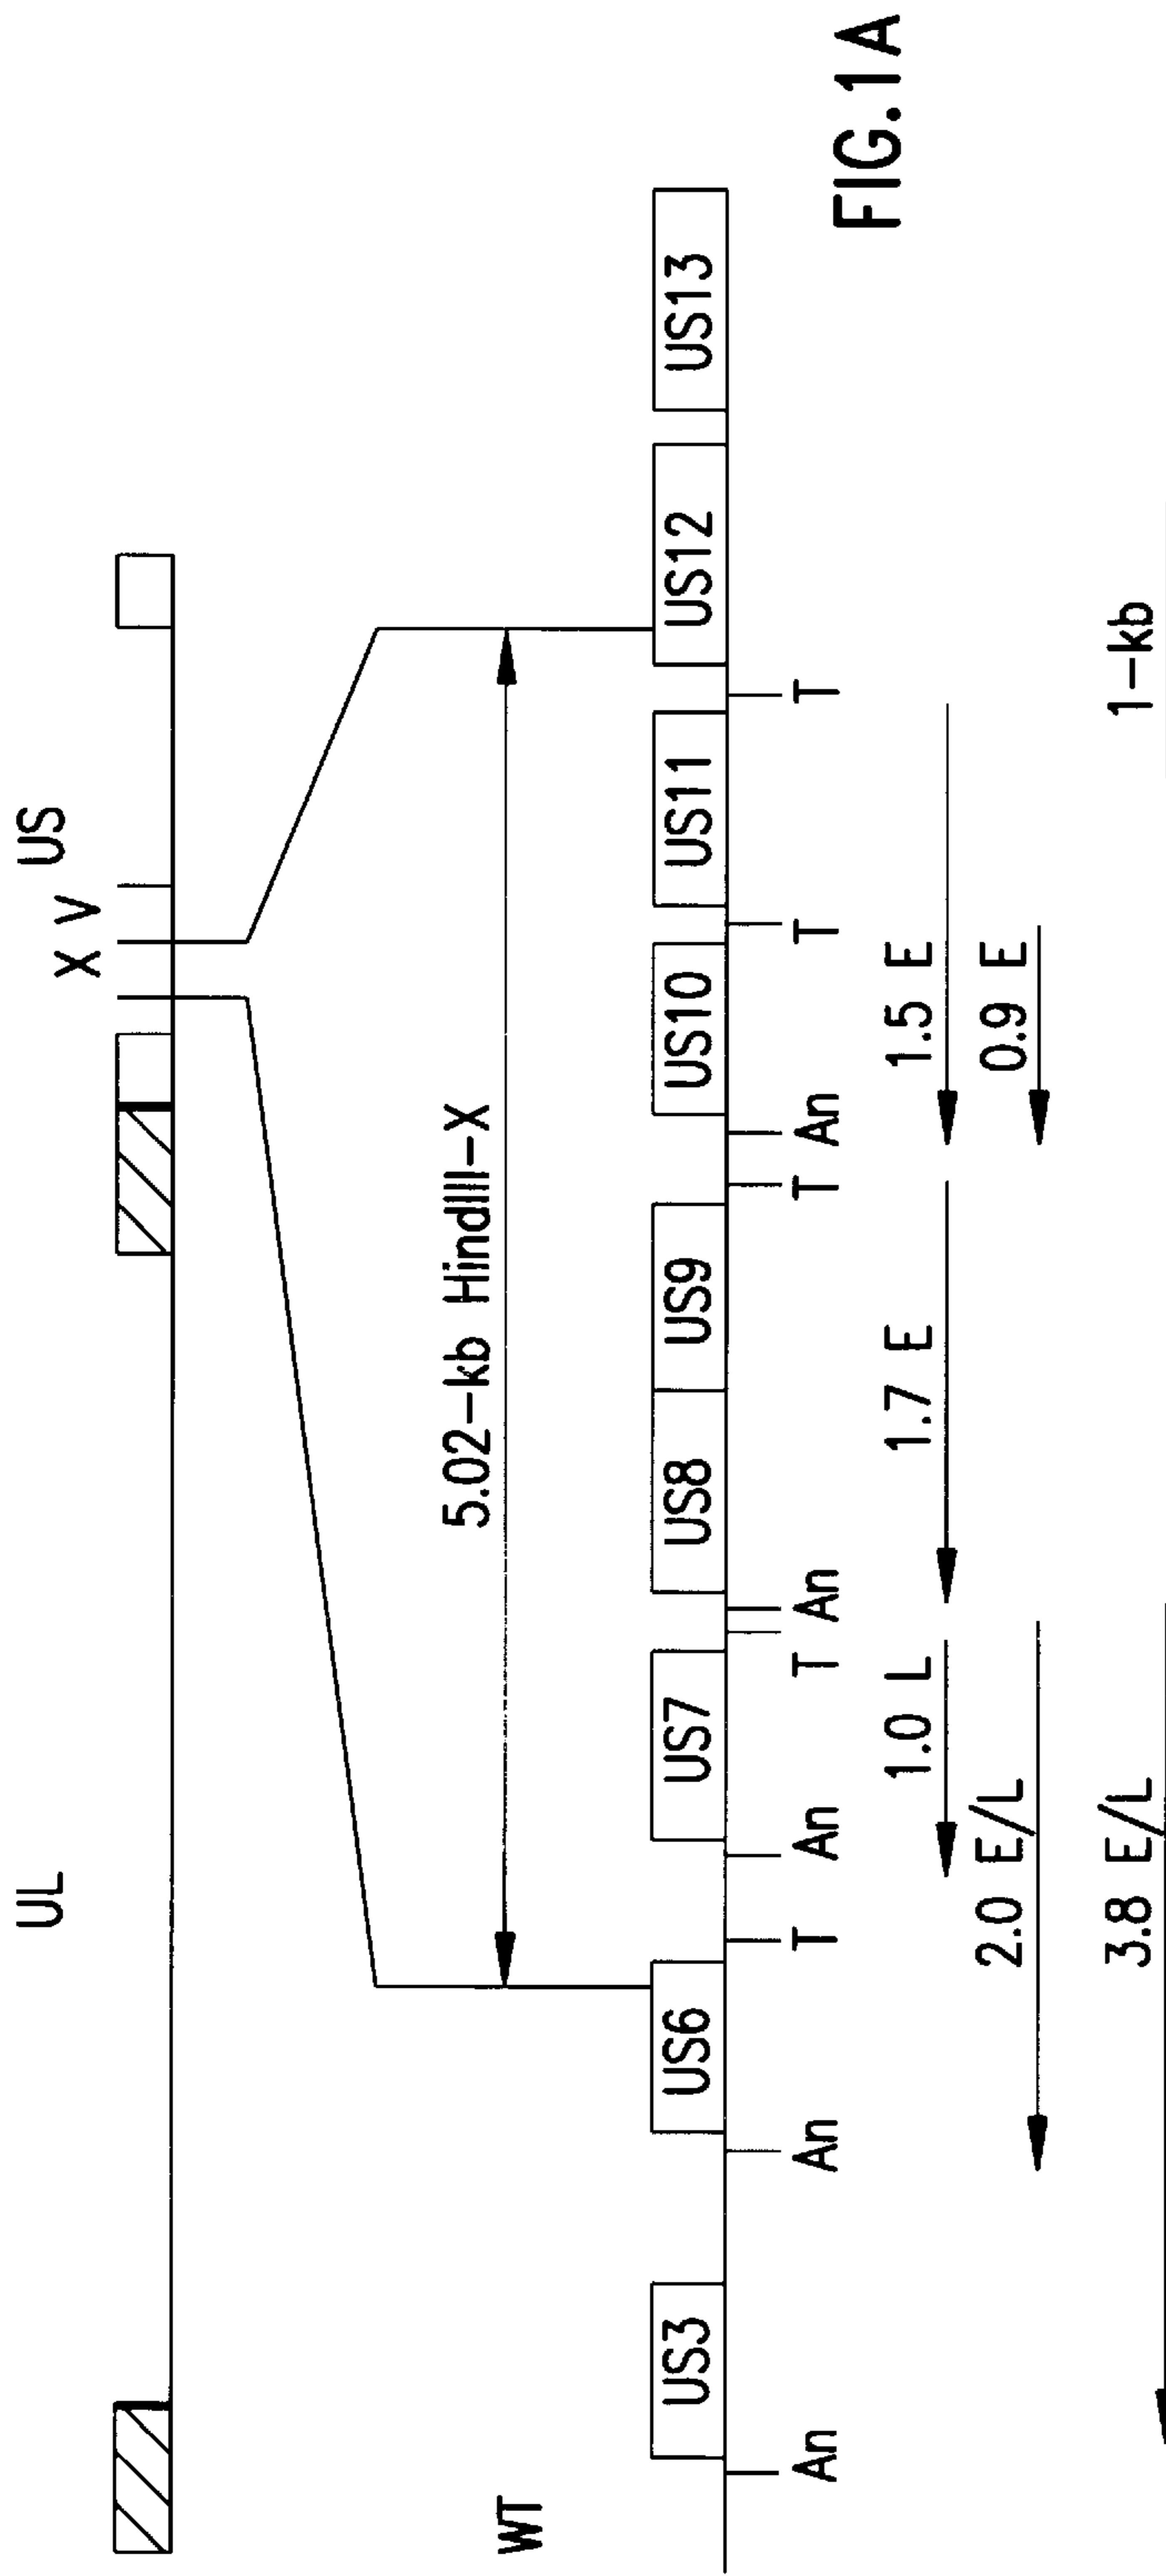 UL US
X V
WT
5.02-kb HindIII-X
US3 US6 US7 US8 US9 US10 US11 US12 US13
An An T An T An T An T T
1.0 L 1.7 E 1.5 E
2.0 E/L 0.9 E
3.8 E/L 1-kb
FIG.1A